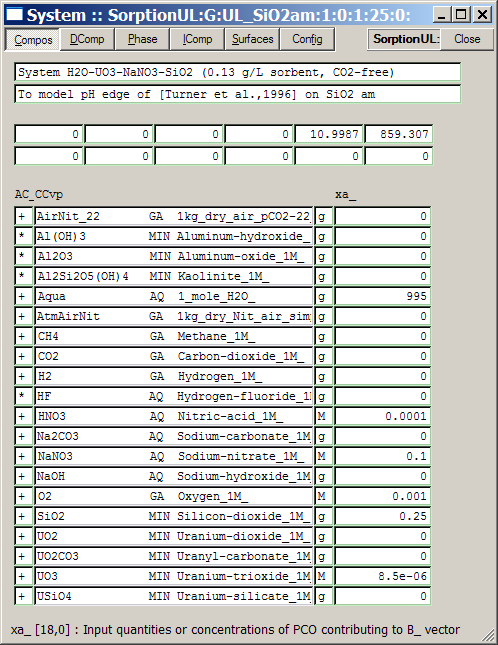 System :: SorptionUL:G:UL_SiO2am:1:0:1:25:0:
Compos DComp Phase IComp Surfaces Config SorptionUL: Close
System H2O-UO3-NaNO3-SiO2 (0.13 g/L sorbent, CO2-free)
To model pH edge of [Turner et al.,1996] on SiO2 am
0 0 0 0 10.9987 859.307
0 0 0 0 0 0
AC_CCvp xa_
+ AirNit_22 GA 1kg_dry_air_pCO2-22_ g 0
* Al(OH)3 MIN Aluminum-hydroxide_ g 0
* Al2O3 MIN Aluminum-oxide_1M_ g 0
* Al2Si2O5(OH)4 MIN Kaolinite_1M_ g 0
+ Aqua AQ 1_mole_H2O_ g 995
+ AtmAirNit GA 1kg_dry_Nit_air_simp g 0
+ CH4 GA Methane_1M_ g 0
+ CO2 GA Carbon-dioxide_1M_ g 0
+ H2 GA Hydrogen_1M_ g 0
* HF AQ Hydrogen-fluoride_1M g 0
+ HNO3 AQ Nitric-acid_1M_ M 0.0001
+ Na2CO3 AQ Sodium-carbonate_1M_ g 0
+ NaNO3 AQ Sodium-nitrate_1M_ M 0.1
+ NaOH AQ Sodium-hydroxide_1M_ g 0
+ O2 GA Oxygen_1M_ M 0.001
+ SiO2 MIN Silicon-dioxide_1M_ g 0.25
+ UO2 MIN Uranium-dioxide_1M_ g 0
+ UO2CO3 MIN Uranyl-carbonate_1M_ g 0
+ UO3 MIN Uranium-trioxide_1M_ M 8.5e-06
+ USiO4 MIN Uranium-silicate_1M_ g 0
xa_ [18,0] : Input quantities or concentrations of PCO contributing to B_ vector